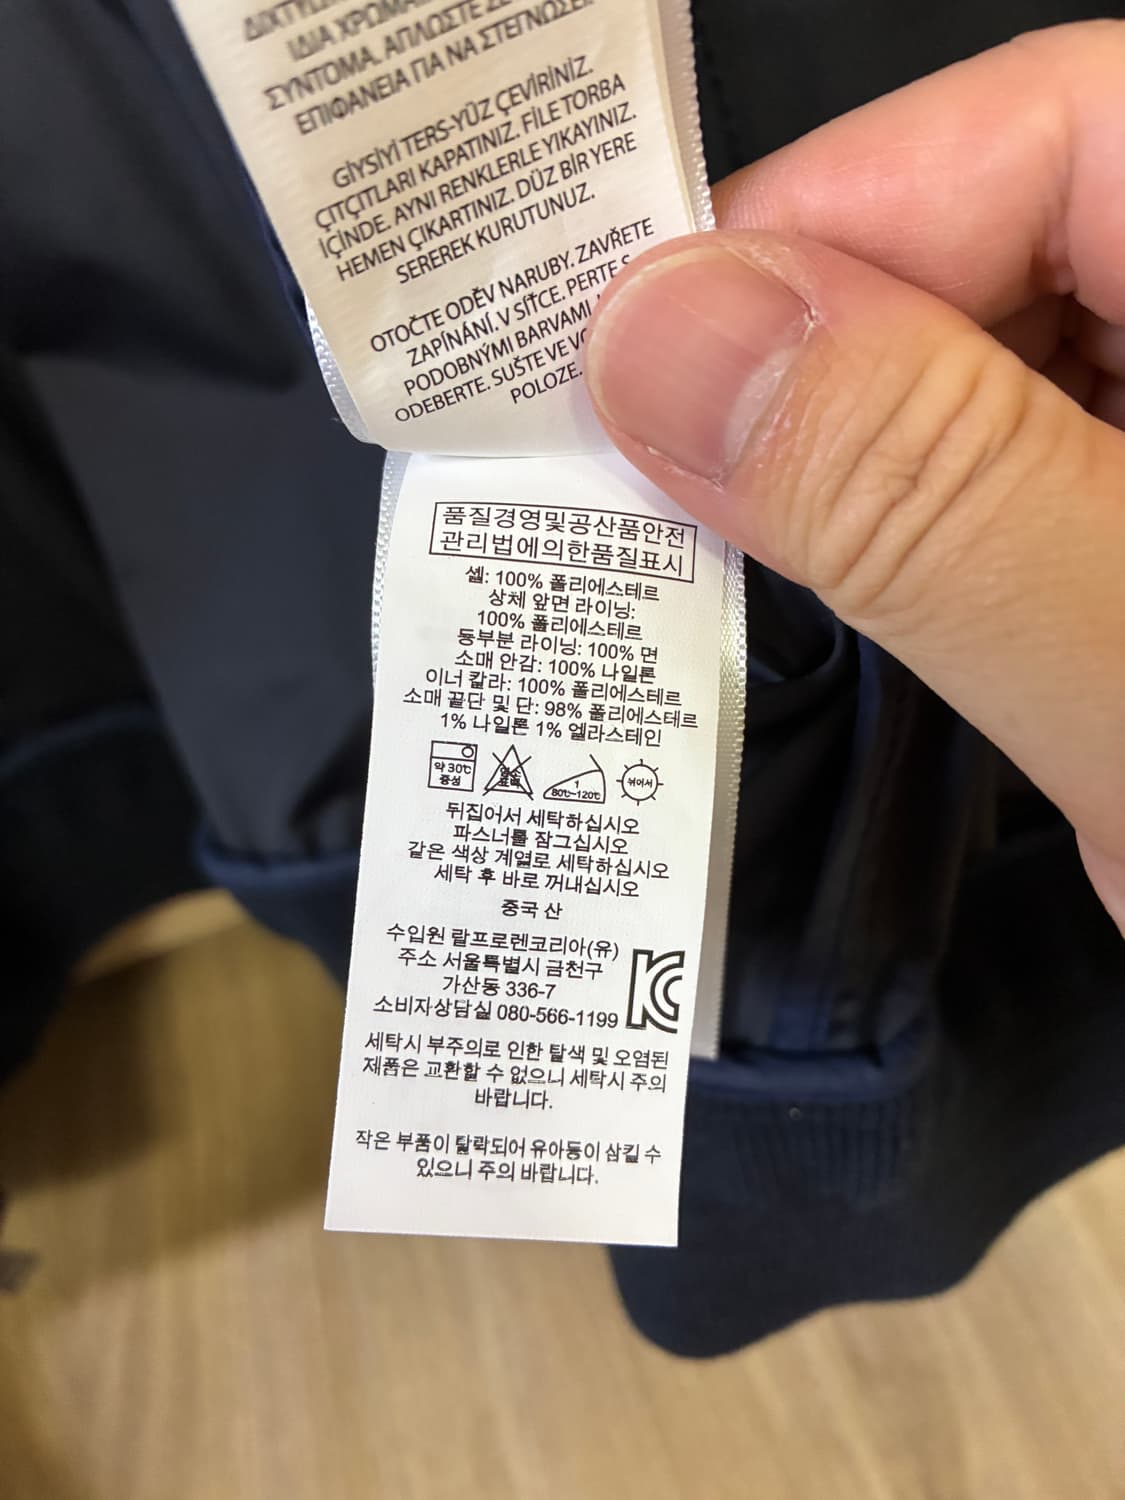 ΙΔΙΑ
ΣΥΝΤΟΜΑ. ΑΠΛΩΣΤΕ ΣΕ
ΕΠΙΦΑΝΕΙΑ ΓΙΑ ΝΑ ΣΤΕΓΝΩΣΕΙ.
GİYSİYİ TERS-YÜZ ÇEVİRİNİZ.
ÇITÇITLARI KAPATINIZ. FİLE TORBA
İÇİNDE. AYNI RENKLERLE YIKAYINIZ.
HEMEN ÇIKARTINIZ. DÜZ BİR YERE
SEREREK KURUTUNUZ.
OTOČTE ODĚV NARUBY. ZAVŘETE
ZAPÍNÁNÍ. V SÍŤCE. PERTE S
PODOBNÝMI BARVAMI.
ODEBERTE. SUŠTE VE
POLOZE.
품질경영및공산품안전
관리법에의한품질표시
셸: 100% 폴리에스테르
상체 앞면 라이닝:
100% 폴리에스테르
등부분 라이닝: 100% 면
소매 안감: 100% 나일론
이너 칼라: 100% 폴리에스테르
소매 끝단 및 단: 98% 폴리에스테르
1% 나일론 1% 엘라스테인
약 30℃
중성
염소
표백
1
80℃~120℃
뉘어서
뒤집어서 세탁하십시오
파스너를 잠그십시오
같은 색상 계열로 세탁하십시오
세탁 후 바로 꺼내십시오
중국 산
수입원 랄프로렌코리아(유)
주소 서울특별시 금천구
가산동 336-7
소비자상담실 080-566-1199
세탁시 부주의로 인한 탈색 및 오염된
제품은 교환할 수 없으니 세탁시 주의
바랍니다.
작은 부품이 탈락되어 유아등이 삼킬 수
있으니 주의 바랍니다.